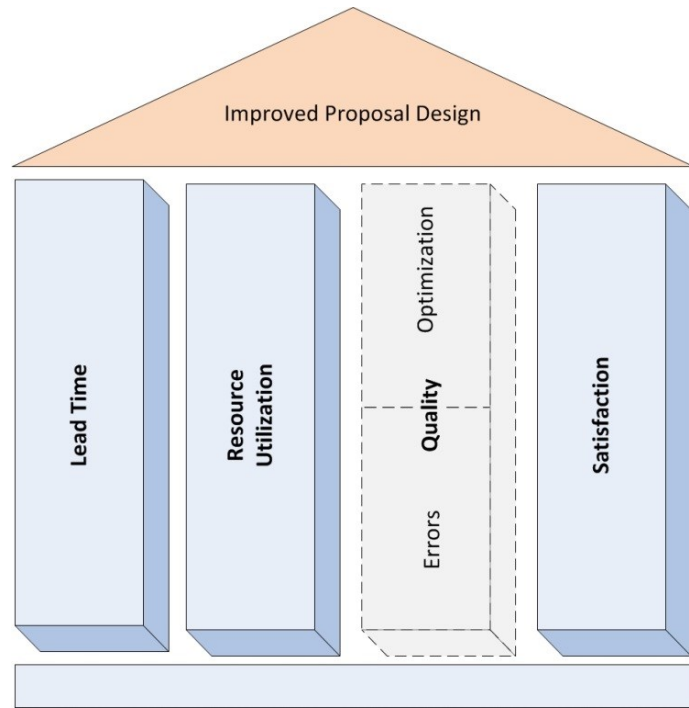 Improved Proposal Design
Lead Time
Resource
Utilization
Optimization
Quality
Errors
Satisfaction